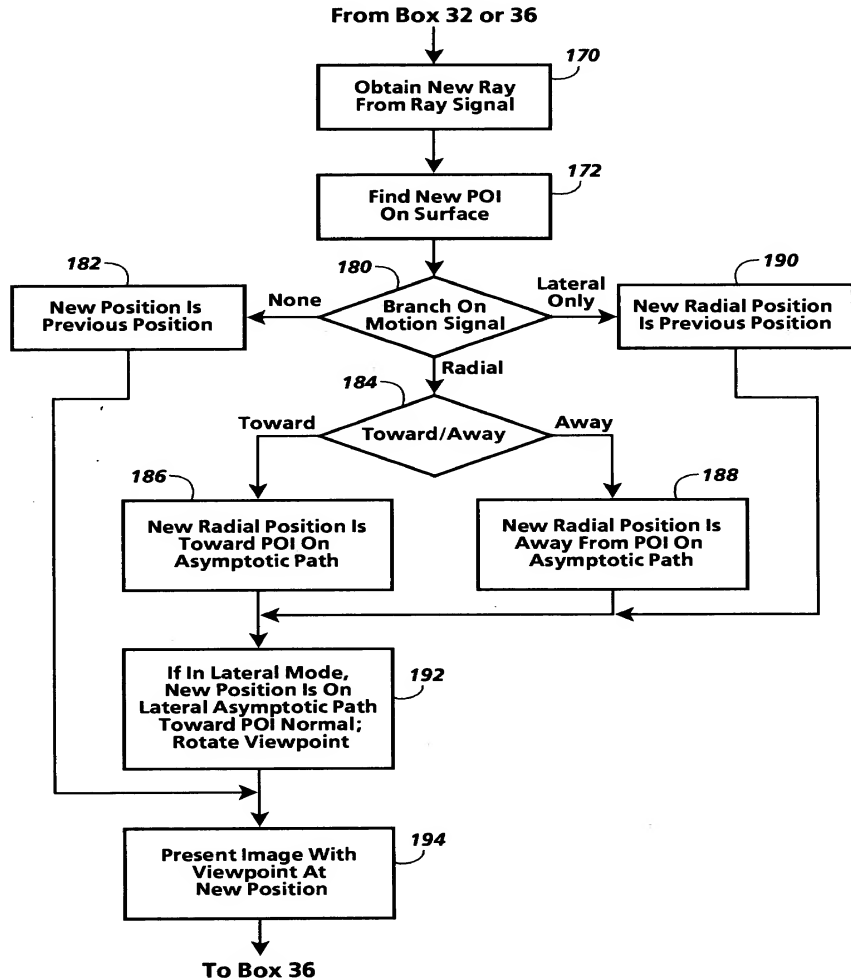 From Box 32 or 36
170
Obtain New Ray
From Ray Signal
172
Find New POI
On Surface
182
180
190
None
Lateral
Only
New Position Is
Previous Position
Branch On
Motion Signal
New Radial Position
Is Previous Position
Radial
184
Toward
Toward/Away
Away
186
188
New Radial Position Is
Toward POI On
Asymptotic Path
New Radial Position Is
Away From POI On
Asymptotic Path
If In Lateral Mode,
New Position Is On
Lateral Asymptotic Path
Toward POI Normal;
Rotate Viewpoint
192
Present Image With
Viewpoint At
New Position
194
To Box 36